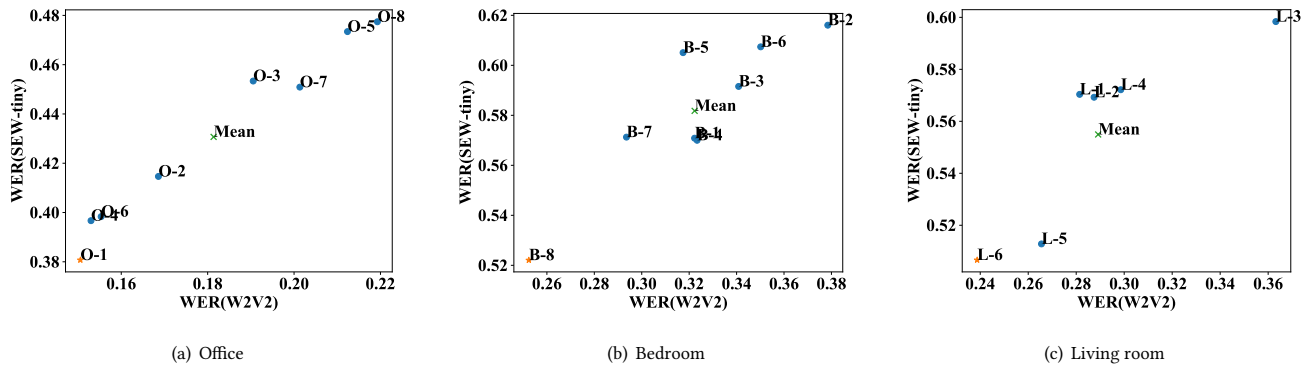 0.48
0.46
0.44
0.42
0.40
0.38
WER(SEW-tiny)
O-8
O-5
O-3
O-7
Mean
O-2
O-6
O-4
O-1
0.16
0.18
0.20
0.22
WER(W2V2)
(a) Office
0.62
0.60
0.58
0.56
0.54
0.52
WER(SEW-tiny)
B-2
B-6
B-5
B-3
Mean
B-1
B-4
B-7
B-8
0.26
0.28
0.30
0.32
0.34
0.36
0.38
WER(W2V2)
(b) Bedroom
0.60
0.58
0.56
0.54
0.52
WER(SEW-tiny)
L-3
L-1
L-2
L-4
Mean
L-5
L-6
0.24
0.26
0.28
0.30
0.32
0.34
0.36
WER(W2V2)
(c) Living room